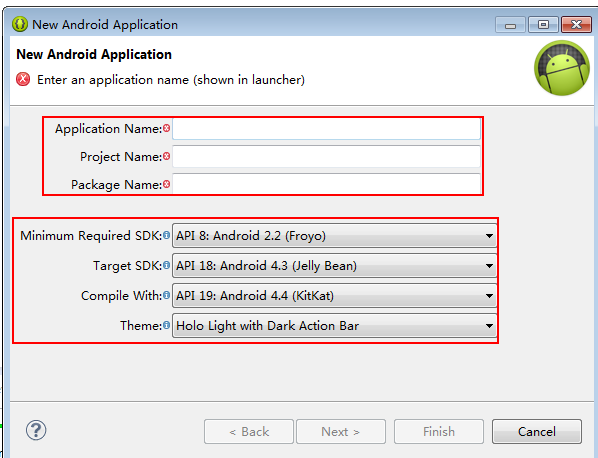 New Android Application
New Android Application
Enter an application name (shown in launcher)
Application Name:
Project Name:
Package Name:
Minimum Required SDK: API 8: Android 2.2 (Froyo)
Target SDK: API 18: Android 4.3 (Jelly Bean)
Compile With: API 19: Android 4.4 (KitKat)
Theme: Holo Light with Dark Action Bar
? < Back Next > Finish Cancel